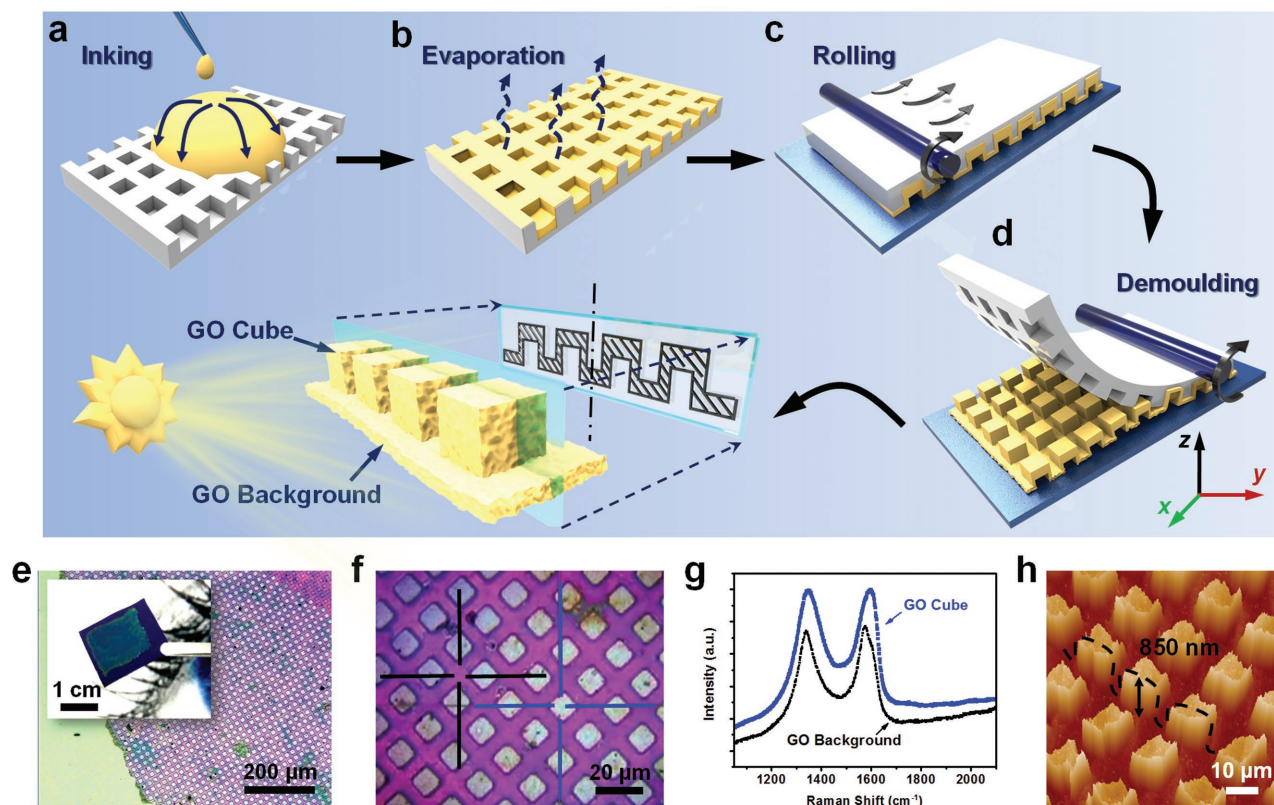 a
Inking
b
Evaporation
c
Rolling
d
Demoulding
GO Cube
GO Background
z
y
x
e
1 cm
200 µm
f
20 µm
g
Intensity (a.u.)
GO Cube
GO Background
1200 1400 1600 1800 2000
Raman Shift (cm-1)
h
850 nm
10 µm